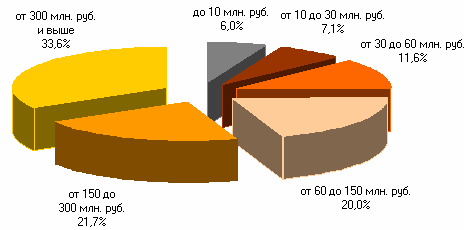 от 300 млн. руб.
и выше
33,6%
до 10 млн. руб.
6,0%
от 10 до 30 млн. руб.
7,1%
от 30 до 60 млн. руб.
11,6%
от 60 до 150 млн. руб.
20,0%
от 150 до
300 млн. руб.
21,7%